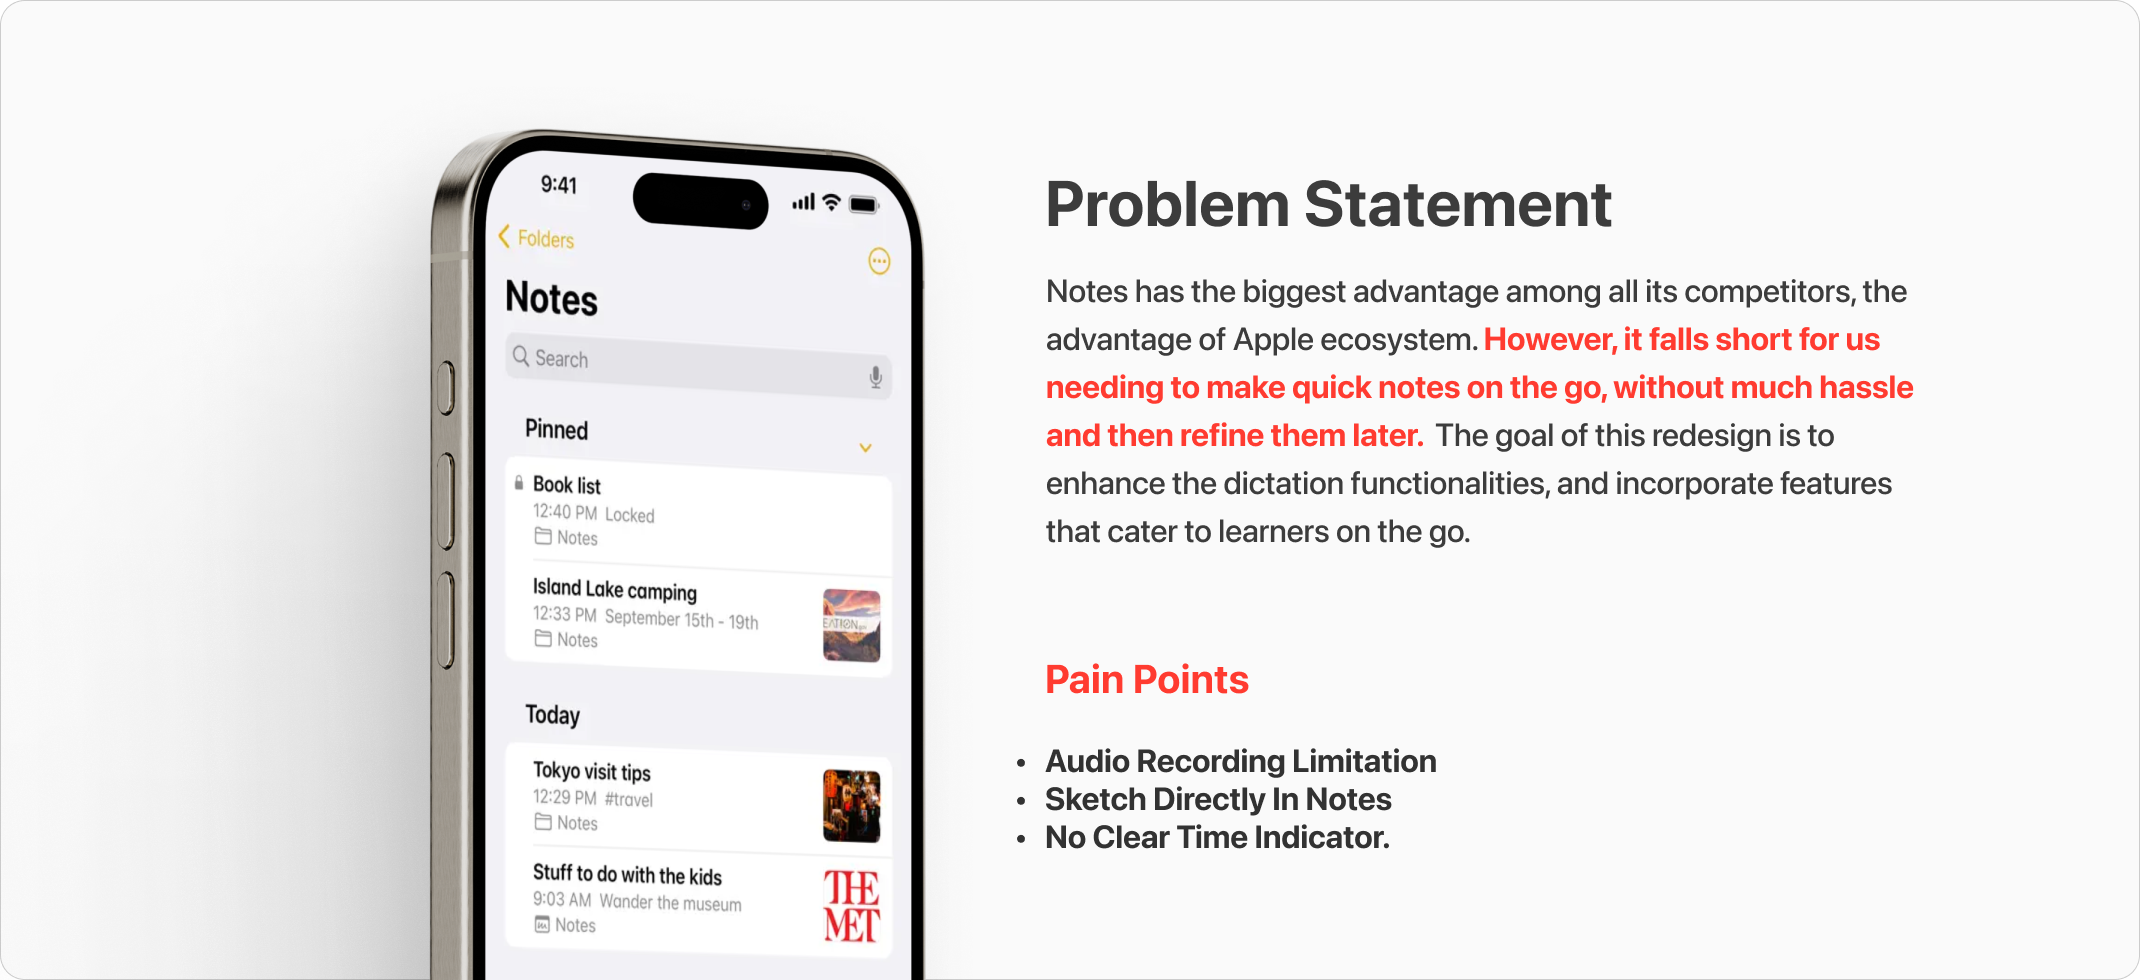 9:41
Folders
Notes
Search
Pinned
Book list
12:40 PM Locked
Notes
Island Lake camping
12:33 PM September 15th - 19th
Notes
Today
Tokyo visit tips
12:29 PM #travel
Notes
Stuff to do with the kids
9:03 AM Wander the museum
Notes
THE
MET
Problem Statement
Notes has the biggest advantage among all its competitors, the
advantage of Apple ecosystem. However, it falls short for us
needing to make quick notes on the go, without much hassle
and then refine them later. The goal of this redesign is to
enhance the dictation functionalities, and incorporate features
that cater to learners on the go.
Pain Points
• Audio Recording Limitation
• Sketch Directly In Notes
• No Clear Time Indicator.